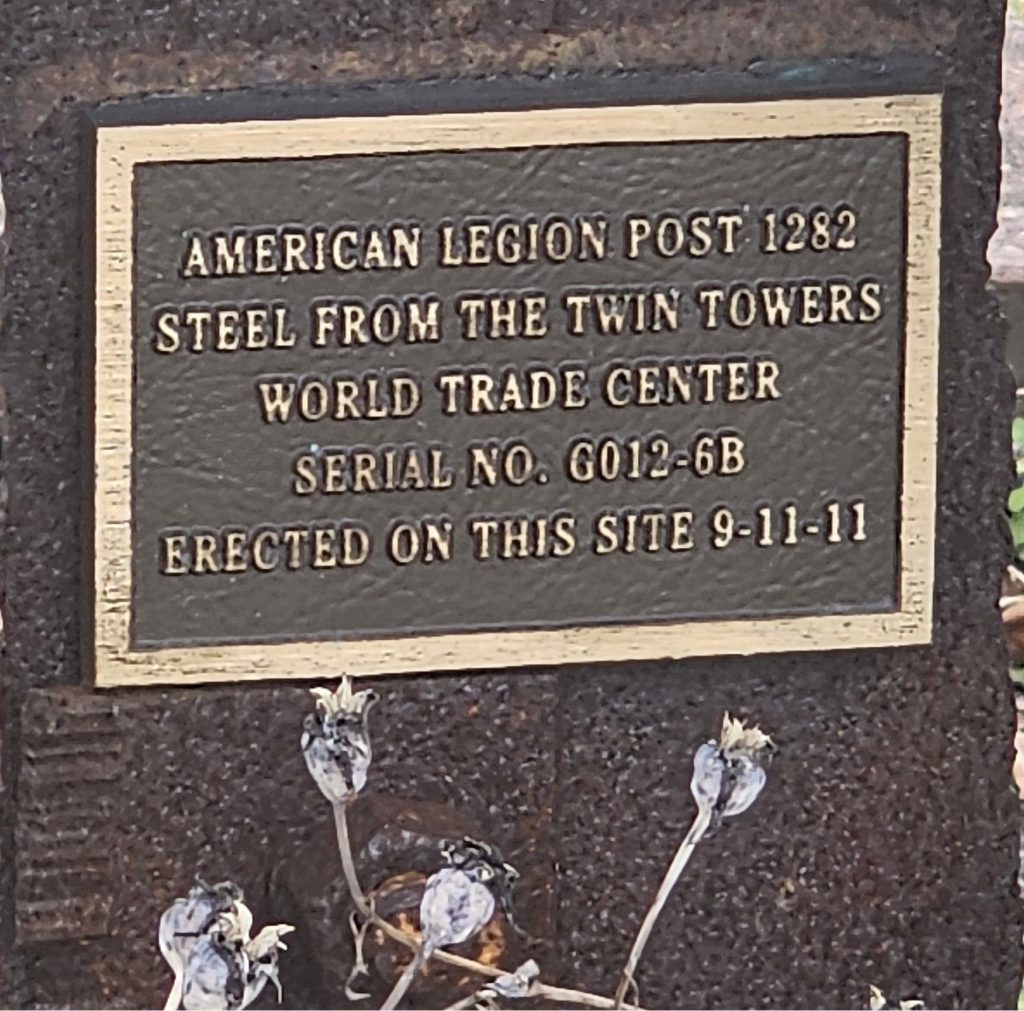 AMERICAN LEGION POST 1282
STEEL FROM THE TWIN TOWERS
WORLD TRADE CENTER
SERIAL NO. G012-6B
ERECTED ON THIS SITE 9-11-11